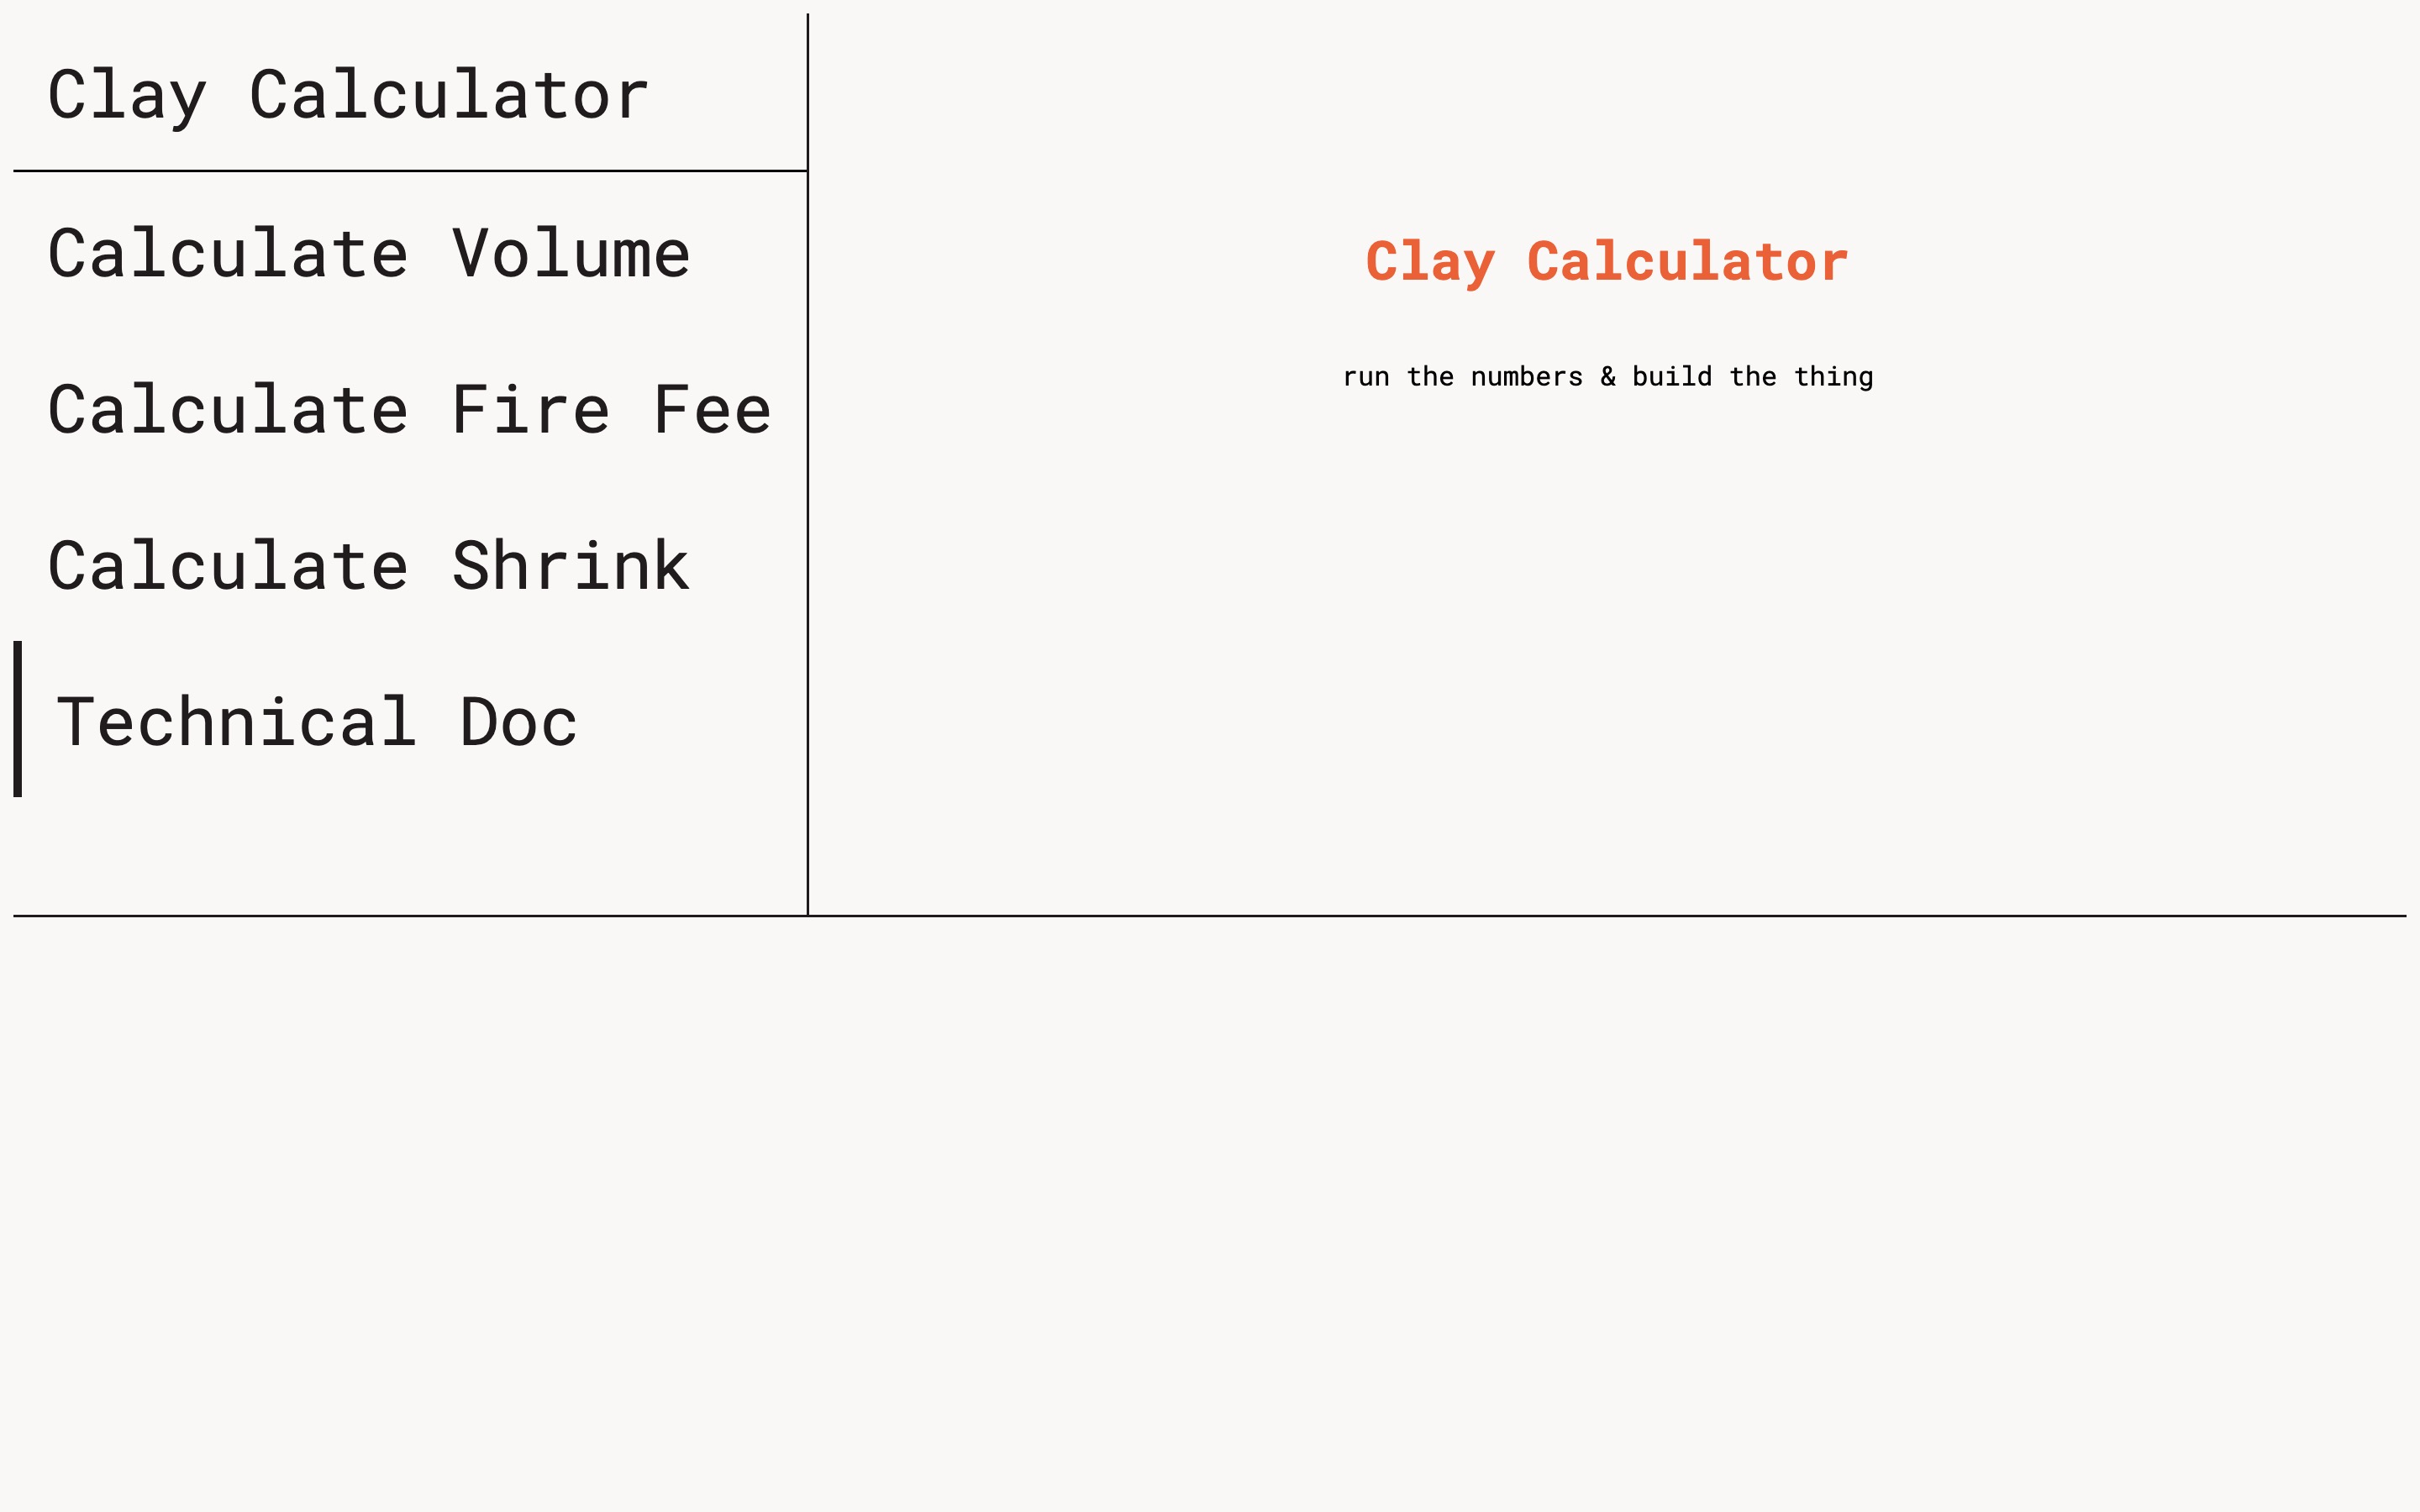 Clay Calculator
Calculate Volume
Calculate Fire Fee
Calculate Shrink
Technical Doc
Clay Calculator
run the numbers & build the thing